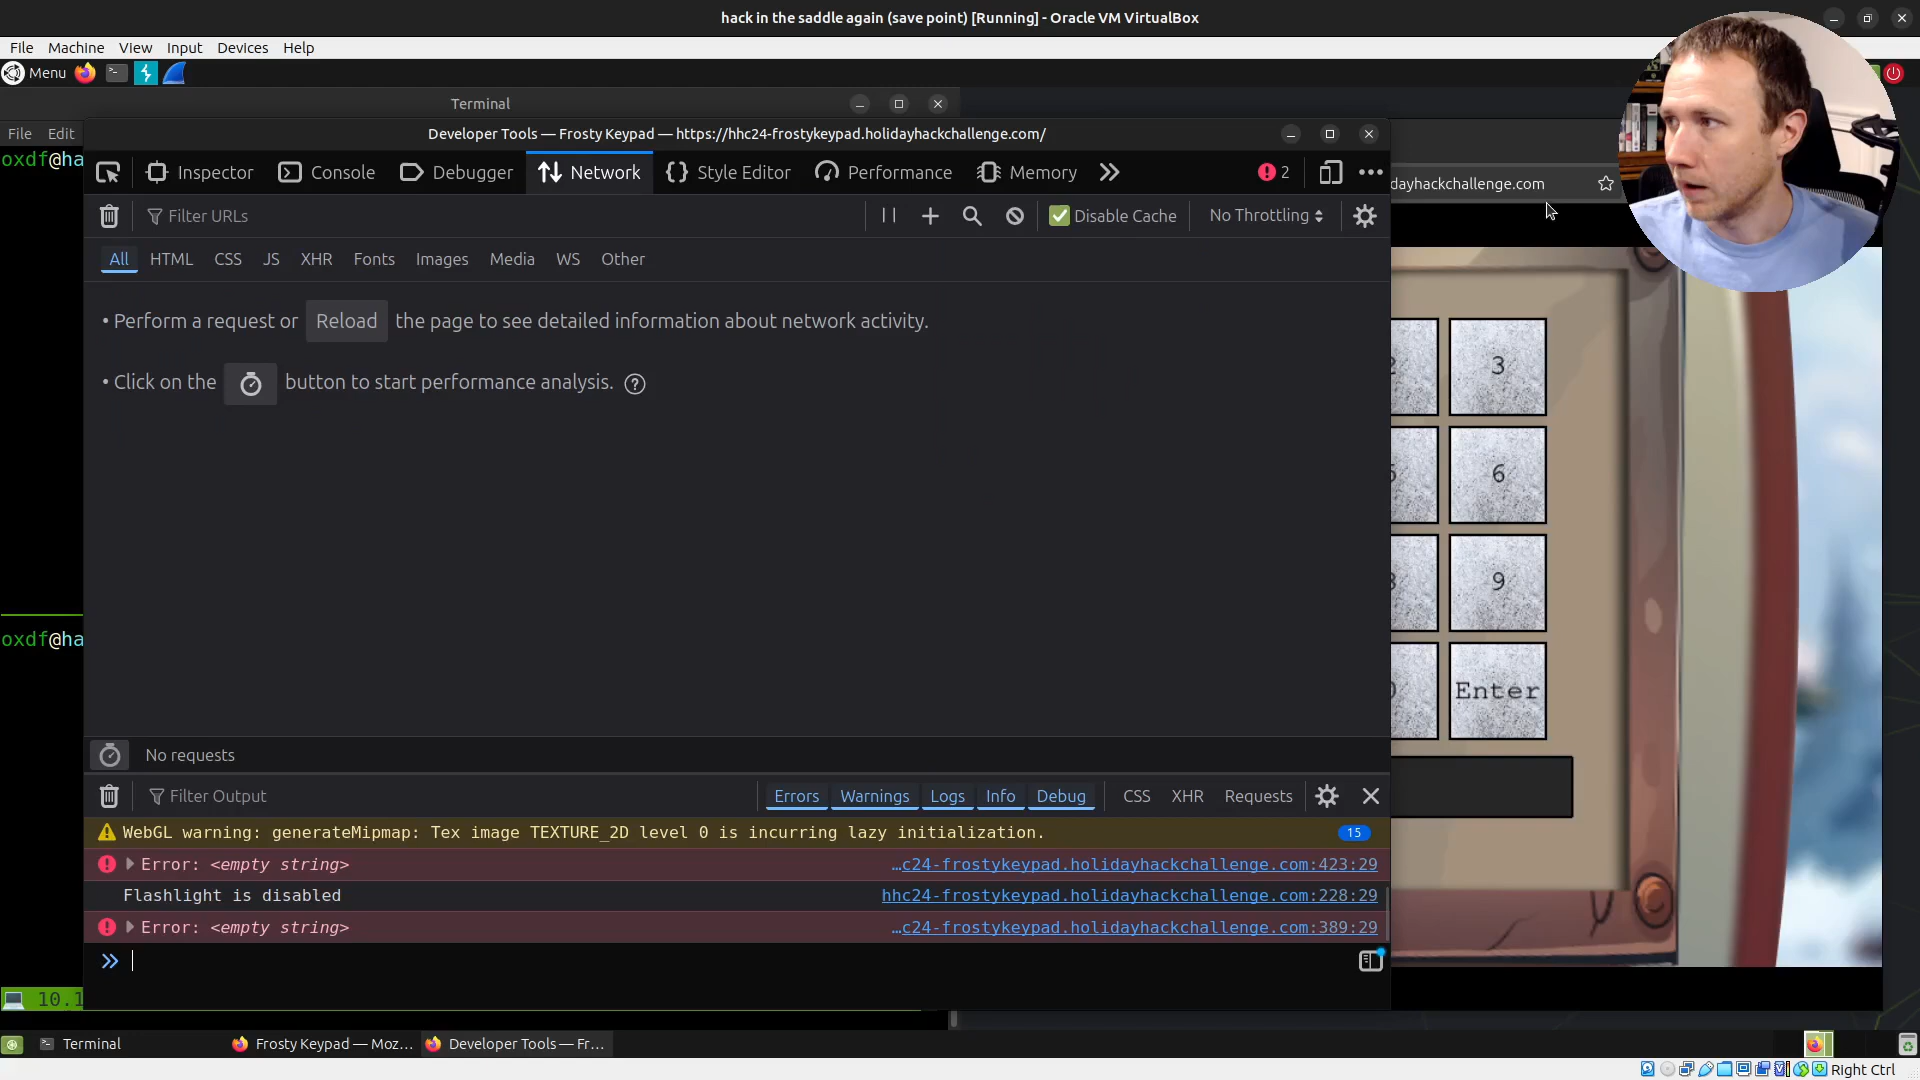 hack in the saddle again (save point) [Running] - Oracle VM VirtualBox
File Machine View Input Devices Help
Menu
Terminal
File Edit
Developer Tools — Frosty Keypad — https://hhc24-frostykeypad.holidayhackchallenge.com/
oxdf@ha
Inspector Console Debugger Network Style Editor Performance Memory 2
dayhackchallenge.com
Filter URLs Disable Cache No Throttling
All HTML CSS JS XHR Fonts Images Media WS Other
• Perform a request or Reload the page to see detailed information about network activity.
• Click on the button to start performance analysis. ?
3
6
9
Enter
oxdf@ha
No requests
Filter Output Errors Warnings Logs Info Debug CSS XHR Requests
WebGL warning: generateMipmap: Tex image TEXTURE_2D level 0 is incurring lazy initialization. 15
Error: <empty string> …c24-frostykeypad.holidayhackchallenge.com:423:29
Flashlight is disabled hhc24-frostykeypad.holidayhackchallenge.com:228:29
Error: <empty string> …c24-frostykeypad.holidayhackchallenge.com:389:29
10.1
Terminal Frosty Keypad — Moz... Developer Tools — Fr...
Right Ctrl